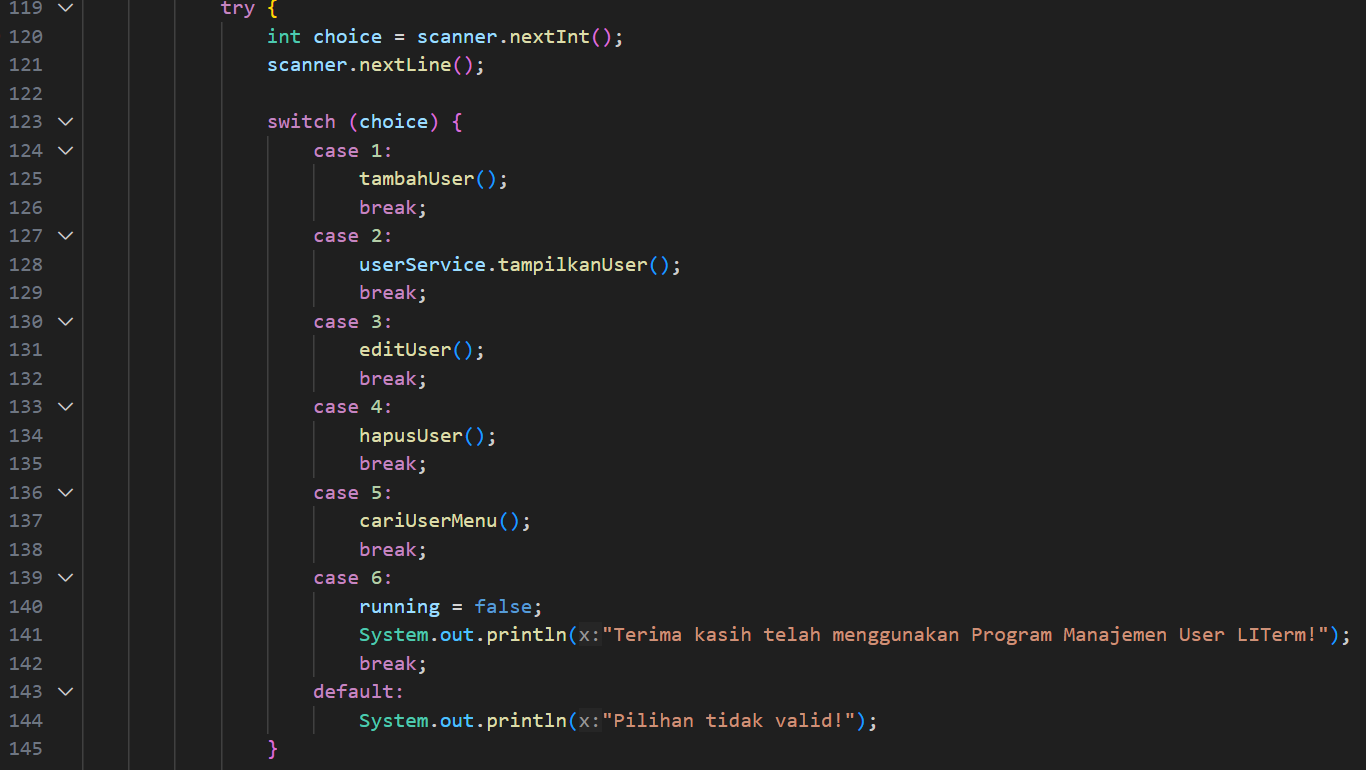 119 try {
120 int choice = scanner.nextInt();
121 scanner.nextLine();
122
123 switch (choice) {
124 case 1:
125 tambahUser();
126 break;
127 case 2:
128 userService.tampilkanUser();
129 break;
130 case 3:
131 editUser();
132 break;
133 case 4:
134 hapusUser();
135 break;
136 case 5:
137 cariUserMenu();
138 break;
139 case 6:
140 running = false;
141 System.out.println(x:"Terima kasih telah menggunakan Program Manajemen User LITerm!");
142 break;
143 default:
144 System.out.println(x:"Pilihan tidak valid!");
145 }